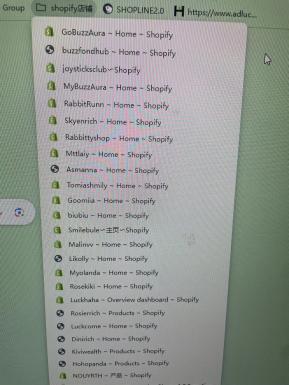 Group
shopify店铺
SHOPLINE2.0
https://www.adluc...
GoBuzzAura - Home - Shopify
buzzfondhub - Home - Shopify
joysticksclub - Shopify
MyBuzzAura - Home - Shopify
RabbitRunn - Home - Shopify
Skyenrich - Home - Shopify
Rabbittyshop - Home - Shopify
Mttlaiy - Home - Shopify
Asmanna - Home - Shopify
Tomiashmily - Home - Shopify
Goomiia - Home - Shopify
biubiu - Home - Shopify
Smilebule - 主页 - Shopify
Malinvv - Home - Shopify
Likolly - Home - Shopify
Myolanda - Home - Shopify
Rosekiki - Home - Shopify
Luckhaha - Overview dashboard - Shopify
Rosierrich - Products - Shopify
Luckcome - Home - Shopify
Dinirich - Home - Shopify
Kiviwealth - Products - Shopify
Hohopanda - Products - Shopify
NOUYRTH - 产品 - Shopify